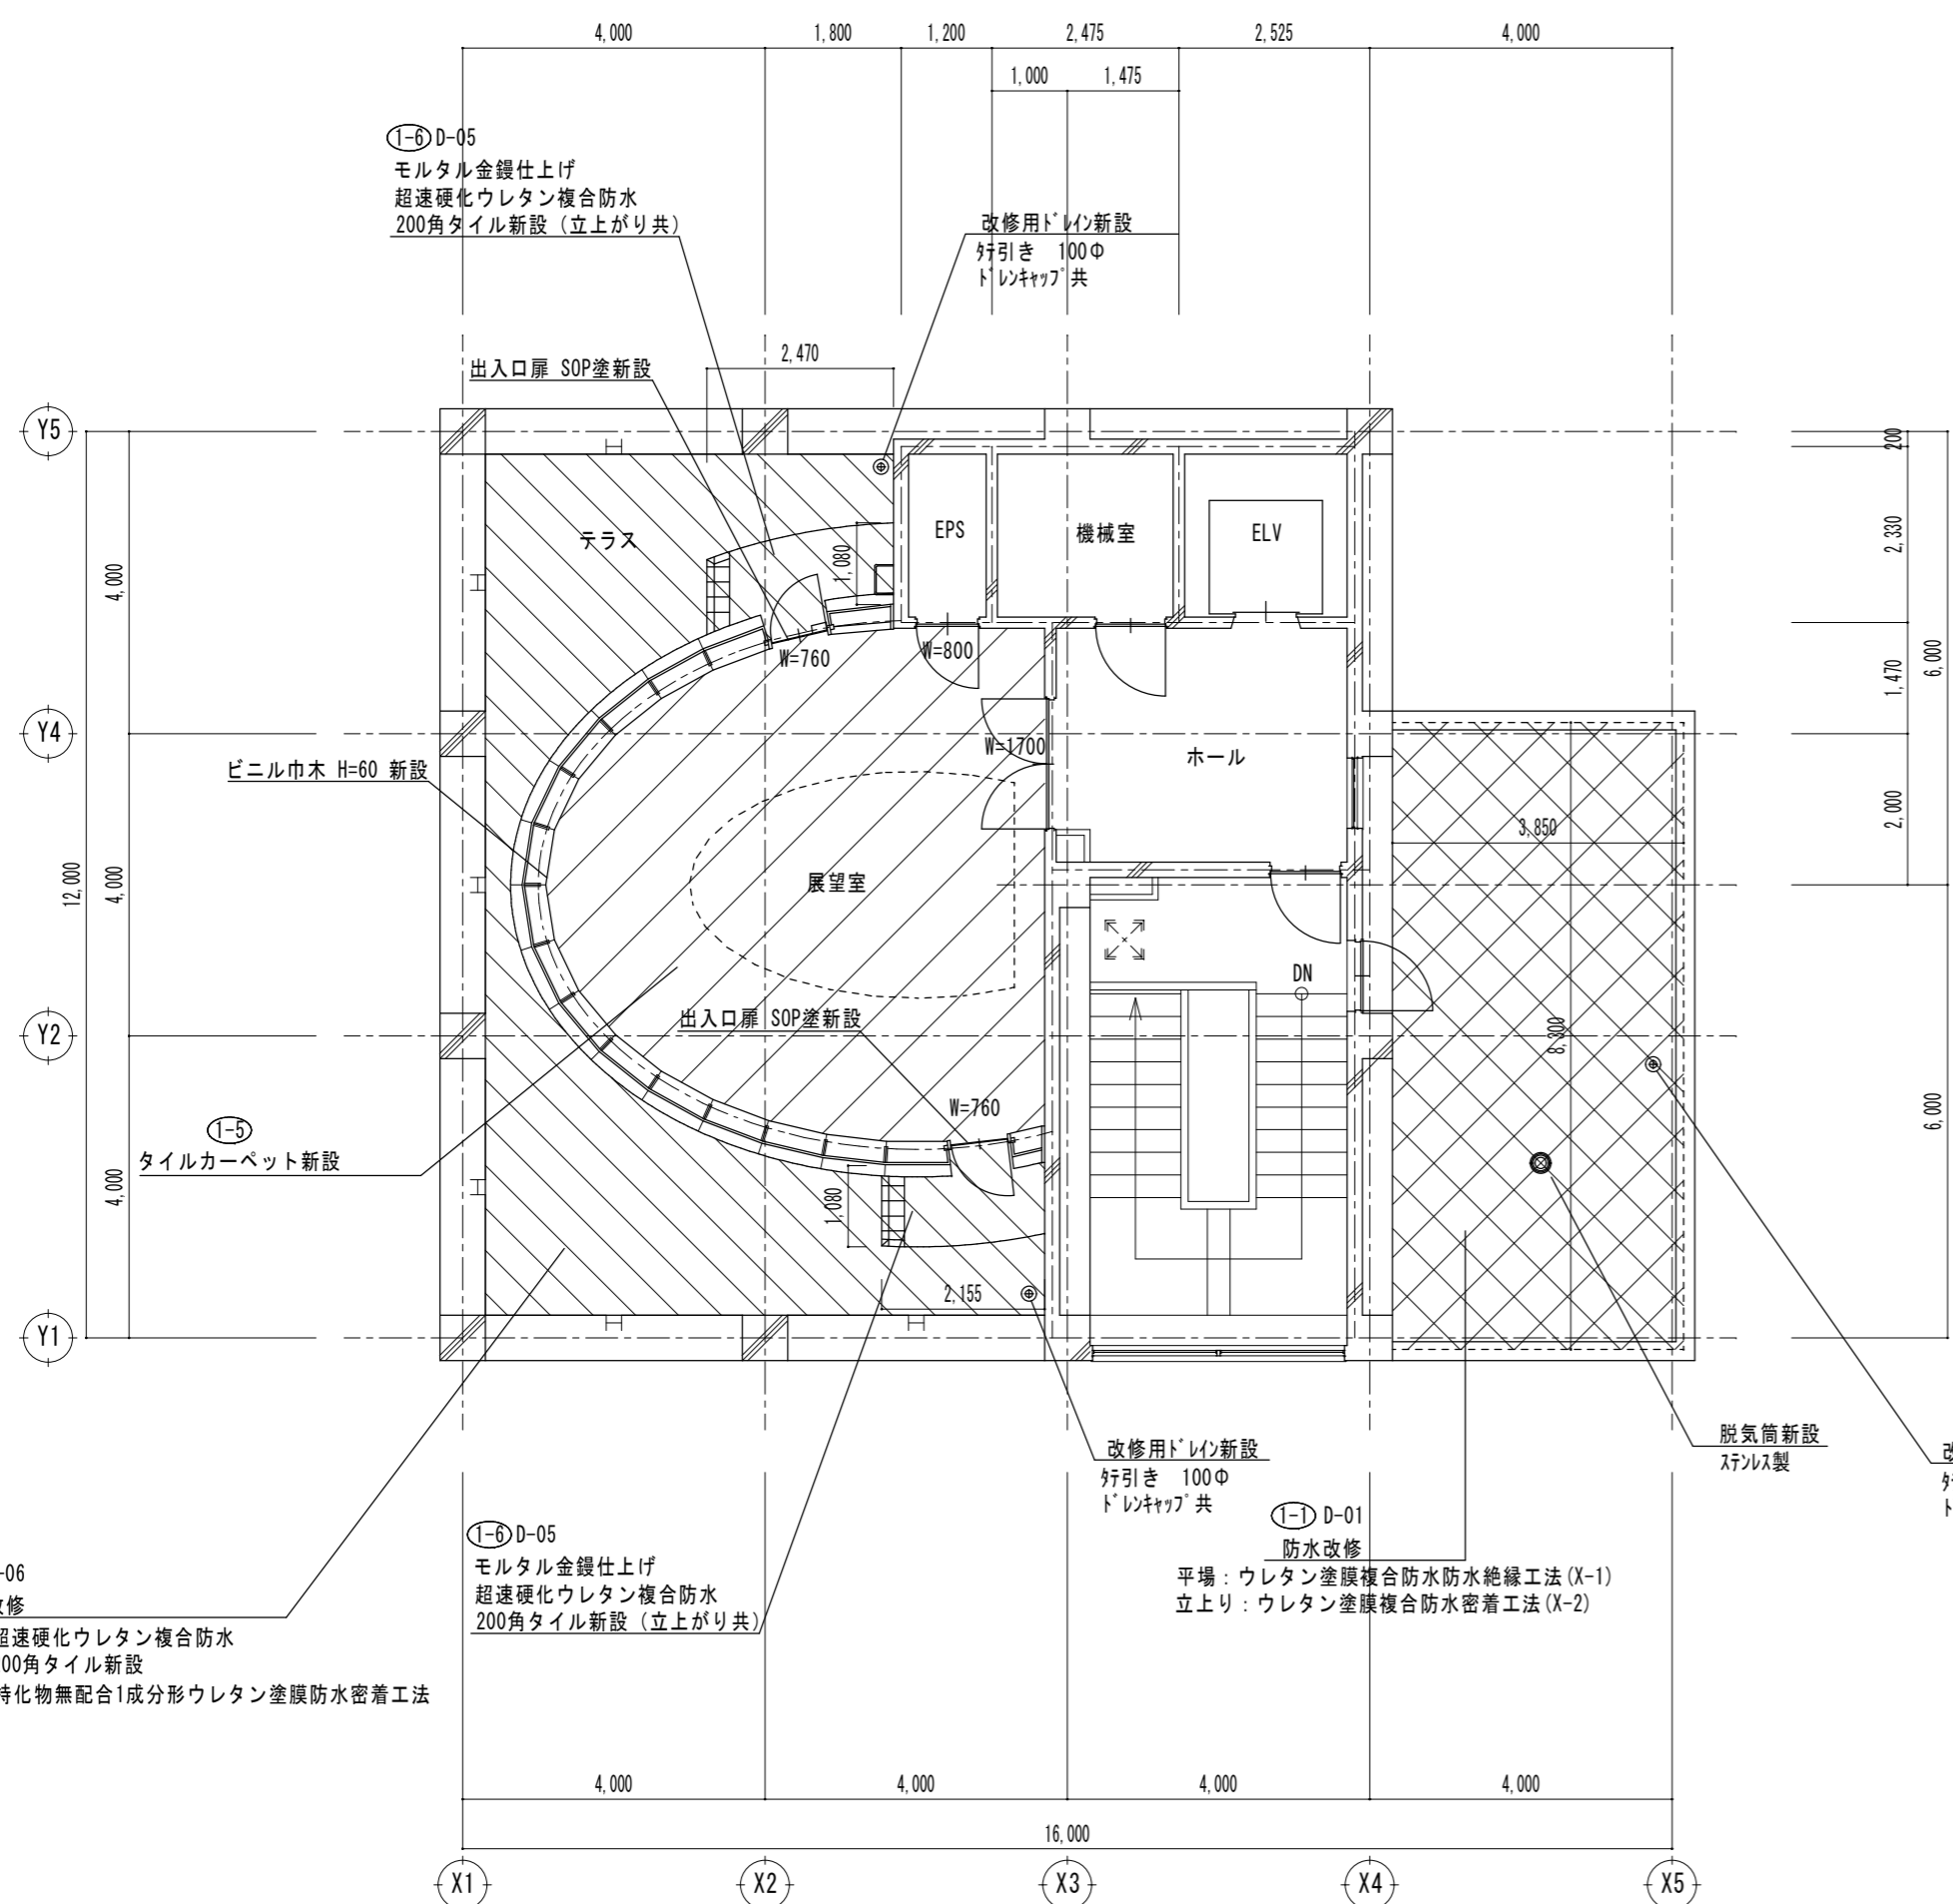 4,000
1,800
1,200
2,475
2,525
4,000
1,000
1,475
1-6 D-05
モルタル金鏝仕上げ
超速硬化ウレタン複合防水
200角タイル新設（立上がり共）
改修用ﾄﾞﾚｲﾝ新設
ﾀﾃ引き 100Φ
ﾄﾞﾚﾝｷｬｯﾌﾟ共
2,470
出入口扉 SOP塗新設
Y5
200
テラス
EPS
機械室
ELV
1,080
2,330
4,000
W=760
W=800
1,470
6,000
Y4
W=1700
ホール
ビニル巾木 H=60 新設
2,000
3,850
12,000
4,000
展望室
DN
出入口扉 SOP塗新設
Y2
8,300
W=760
1-5
タイルカーペット新設
6,000
4,000
1,080
2,155
Y1
脱気筒新設
ｽﾃﾝﾚｽ製
改修用ﾄﾞﾚｲﾝ新設
ﾀﾃ引き 100Φ
ﾄﾞﾚﾝｷｬｯﾌﾟ共
改
ﾀ
ﾄ
1-1 D-01
防水改修
平場：ウレタン塗膜複合防水防水絶縁工法(X-1)
立上り：ウレタン塗膜複合防水密着工法(X-2)
1-6 D-05
モルタル金鏝仕上げ
超速硬化ウレタン複合防水
200角タイル新設（立上がり共）
-06
改修
超速硬化ウレタン複合防水
00角タイル新設
特化物無配合1成分形ウレタン塗膜防水密着工法
4,000
4,000
4,000
4,000
16,000
X1
X2
X3
X4
X5